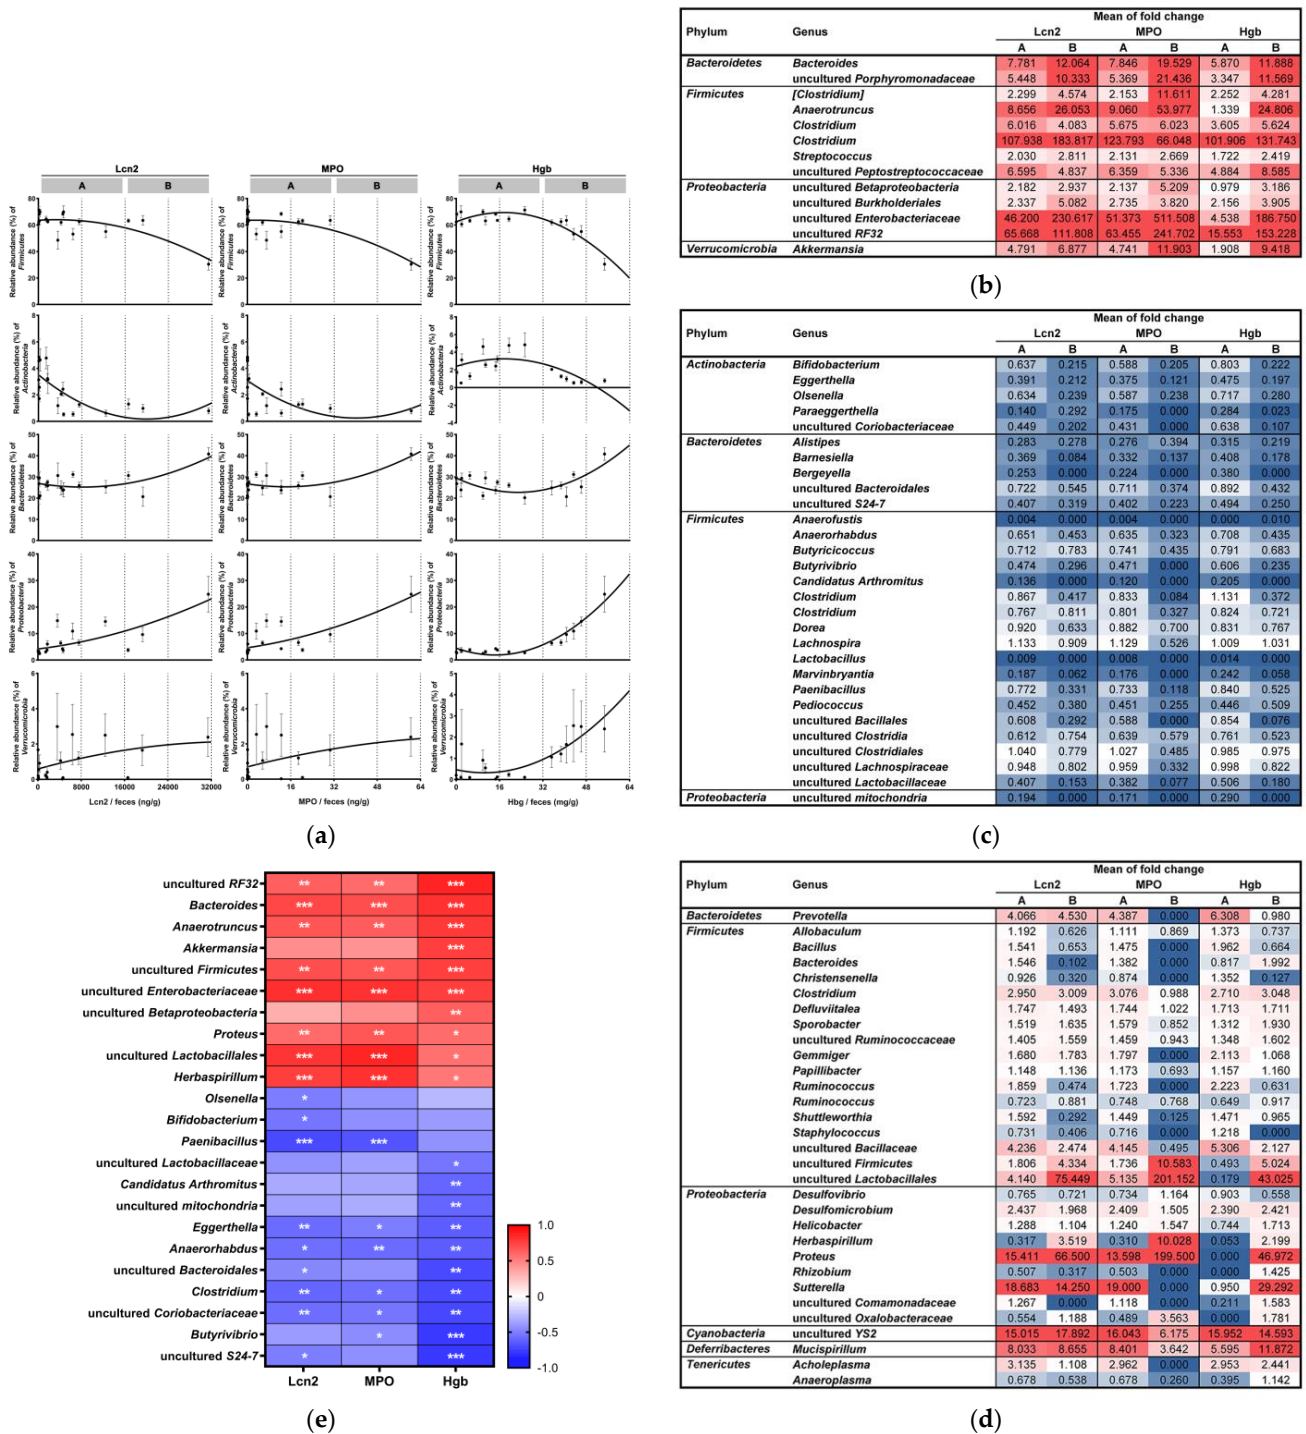 Lcn2 MPO Hgb
A B A B A B
Relative abundance (%) of Firmicutes
80
60
40
20
0
Relative abundance (%) of Actinobacteria
8
6
4
2
0
8
6
4
2
0
-2
-4
Relative abundance (%) of Bacteroidetes
50
40
30
20
10
0
Relative abundance (%) of Proteobacteria
40
30
20
10
0
Relative abundance (%) of Verrucomicrobia
6
4
2
0
5
4
3
2
1
0
0 8000 16000 24000 32000 0 16 32 48 64 0 16 32 48 64
Lcn2 / feces (ng/g) MPO / feces (ng/g) Hbg / feces (mg/g)
(a)
Mean of fold change
Phylum Genus Lcn2 MPO Hgb
A B A B A B
Bacteroidetes Bacteroides 7.781 12.064 7.846 19.529 5.870 11.888
uncultured Porphyromonadaceae 5.448 10.333 5.369 21.436 3.347 11.569
Firmicutes [Clostridium] 2.299 4.574 2.153 11.611 2.252 4.281
Anaerotruncus 8.656 26.053 9.060 53.977 1.339 24.806
Clostridium 6.016 4.083 5.675 6.023 3.605 5.624
Clostridium 107.938 183.817 123.793 66.048 101.906 131.743
Streptococcus 2.030 2.811 2.131 2.669 1.722 2.419
uncultured Peptostreptococcaceae 6.595 4.837 6.359 5.336 4.884 8.585
Proteobacteria uncultured Betaproteobacteria 2.182 2.937 2.137 5.209 0.979 3.186
uncultured Burkholderiales 2.337 5.082 2.735 3.820 2.156 3.905
uncultured Enterobacteriaceae 46.200 230.617 51.373 511.508 4.538 186.750
uncultured RF32 65.668 111.808 63.455 241.702 15.553 153.228
Verrucomicrobia Akkermansia 4.791 6.877 4.741 11.903 1.908 9.418
(b)
Mean of fold change
Phylum Genus Lcn2 MPO Hgb
A B A B A B
Actinobacteria Bifidobacterium 0.637 0.215 0.588 0.205 0.803 0.222
Eggerthella 0.391 0.212 0.375 0.121 0.475 0.197
Olsenella 0.634 0.239 0.587 0.238 0.717 0.280
Paraeggerthella 0.140 0.292 0.175 0.000 0.284 0.023
uncultured Coriobacteriaceae 0.449 0.202 0.431 0.000 0.638 0.107
Bacteroidetes Alistipes 0.283 0.278 0.276 0.394 0.315 0.219
Barnesiella 0.369 0.084 0.332 0.137 0.408 0.178
Bergeyella 0.253 0.000 0.224 0.000 0.380 0.000
uncultured Bacteroidales 0.722 0.545 0.711 0.374 0.892 0.432
uncultured S24-7 0.407 0.319 0.402 0.223 0.494 0.250
Firmicutes Anaerofustis 0.004 0.000 0.004 0.000 0.000 0.010
Anaerorhabdus 0.651 0.453 0.635 0.323 0.708 0.435
Butyricicoccus 0.712 0.783 0.741 0.435 0.791 0.683
Butyrivibrio 0.474 0.296 0.471 0.000 0.606 0.235
Candidatus Arthromitus 0.136 0.000 0.120 0.000 0.205 0.000
Clostridium 0.867 0.417 0.833 0.084 1.131 0.372
Clostridium 0.767 0.811 0.801 0.327 0.824 0.721
Dorea 0.920 0.633 0.882 0.700 0.831 0.767
Lachnospira 1.133 0.909 1.129 0.526 1.009 1.031
Lactobacillus 0.009 0.000 0.008 0.000 0.014 0.000
Marvinbryantia 0.187 0.062 0.176 0.000 0.242 0.058
Paenibacillus 0.772 0.331 0.733 0.118 0.840 0.525
Pediococcus 0.452 0.380 0.451 0.255 0.446 0.509
uncultured Bacillales 0.608 0.292 0.588 0.000 0.854 0.076
uncultured Clostridia 0.612 0.754 0.639 0.579 0.761 0.523
uncultured Clostridiales 1.040 0.779 1.027 0.485 0.985 0.975
uncultured Lachnospiraceae 0.948 0.802 0.959 0.332 0.998 0.822
uncultured Lactobacillaceae 0.407 0.153 0.382 0.077 0.506 0.180
Proteobacteria uncultured mitochondria 0.194 0.000 0.171 0.000 0.290 0.000
(c)
uncultured RF32 ** ** ***
Bacteroides *** *** ***
Anaerotruncus ** ** ***
Akkermansia ***
uncultured Firmicutes ** ** ***
uncultured Enterobacteriaceae *** *** ***
uncultured Betaproteobacteria **
Proteus ** ** *
uncultured Lactobacillales *** *** *
Herbaspirillum *** *** *
Olsenella *
Bifidobacterium *
Paenibacillus *** ***
uncultured Lactobacillaceae *
Candidatus Arthromitus **
uncultured mitochondria **
Eggerthella ** * **
Anaerorhabdus * ** **
uncultured Bacteroidales * **
Clostridium ** * **
uncultured Coriobacteriaceae ** * **
Butyrivibrio * ***
uncultured S24-7 * ***
Lcn2 MPO Hgb
1.0
0.5
0
-0.5
-1.0
(e)
Mean of fold change
Phylum Genus Lcn2 MPO Hgb
A B A B A B
Bacteroidetes Prevotella 4.066 4.530 4.387 0.000 6.308 0.980
Firmicutes Allobaculum 1.192 0.626 1.111 0.869 1.373 0.737
Bacillus 1.541 0.653 1.475 0.000 1.962 0.664
Bacteroides 1.546 0.102 1.382 0.000 0.817 1.992
Christensenella 0.926 0.320 0.874 0.000 1.352 0.127
Clostridium 2.950 3.009 3.076 0.988 2.710 3.048
Defluviitalea 1.747 1.493 1.744 1.022 1.713 1.711
Sporobacter 1.519 1.635 1.579 0.852 1.312 1.930
uncultured Ruminococcaceae 1.405 1.559 1.459 0.943 1.348 1.602
Gemmiger 1.680 1.783 1.797 0.000 2.113 1.068
Papillibacter 1.148 1.136 1.173 0.693 1.157 1.160
Ruminococcus 1.859 0.474 1.723 0.000 2.223 0.631
Ruminococcus 0.723 0.881 0.748 0.768 0.649 0.917
Shuttleworthia 1.592 0.292 1.449 0.125 1.471 0.965
Staphylococcus 0.731 0.406 0.716 0.000 1.218 0.000
uncultured Bacillaceae 4.236 2.474 4.145 0.495 5.306 2.127
uncultured Firmicutes 1.806 4.334 1.736 10.583 0.493 5.024
uncultured Lactobacillales 4.140 75.449 5.135 201.152 0.179 43.025
Proteobacteria Desulfovibrio 0.765 0.721 0.734 1.164 0.903 0.558
Desulfomicrobium 2.437 1.968 2.409 1.505 2.390 2.421
Helicobacter 1.288 1.104 1.240 1.547 0.744 1.713
Herbaspirillum 0.317 3.519 0.310 10.028 0.053 2.199
Proteus 15.411 66.500 13.598 199.500 0.000 46.972
Rhizobium 0.507 0.317 0.503 0.000 0.000 1.425
Sutterella 18.683 14.250 19.000 0.000 0.950 29.292
uncultured Comamonadaceae 1.267 0.000 1.118 0.000 0.211 1.583
uncultured Oxalobacteraceae 0.554 1.188 0.489 3.563 0.000 1.781
Cyanobacteria uncultured YS2 15.015 17.892 16.043 6.175 15.952 14.593
Deferribacteres Mucispirillum 8.033 8.655 8.401 3.642 5.595 11.872
Tenericutes Acholeplasma 3.135 1.108 2.962 0.000 2.953 2.441
Anaeroplasma 0.678 0.538 0.678 0.260 0.395 1.142
(d)